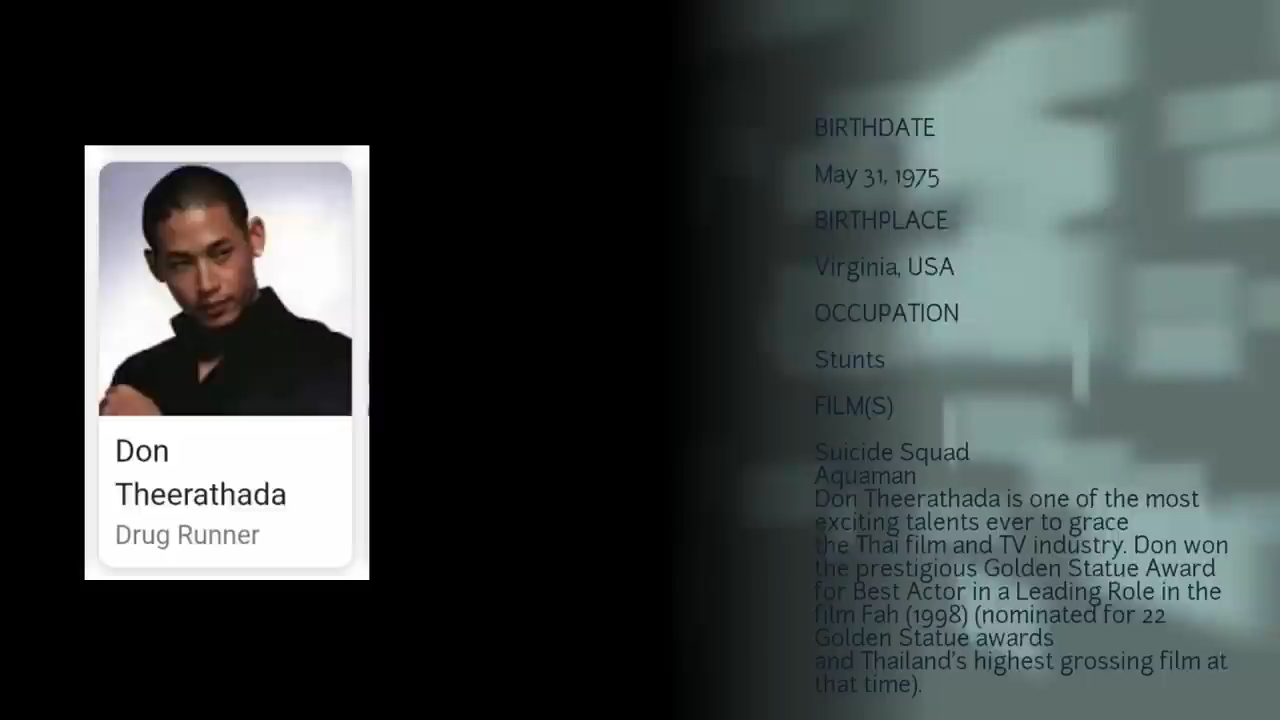 Don
Theerathada
Drug Runner
BIRTHDATE
May 31, 1975
BIRTHPLACE
Virginia, USA
OCCUPATION
Stunts
FILM(S)
Suicide Squad
Aquaman
Don Theerathada is one of the most
exciting talents ever to grace
the Thai film and TV industry. Don won
the prestigious Golden Statue Award
for Best Actor in a Leading Role in the
film Fah (1998) (nominated for 22
Golden Statue awards
and Thailand's highest grossing film at
that time).